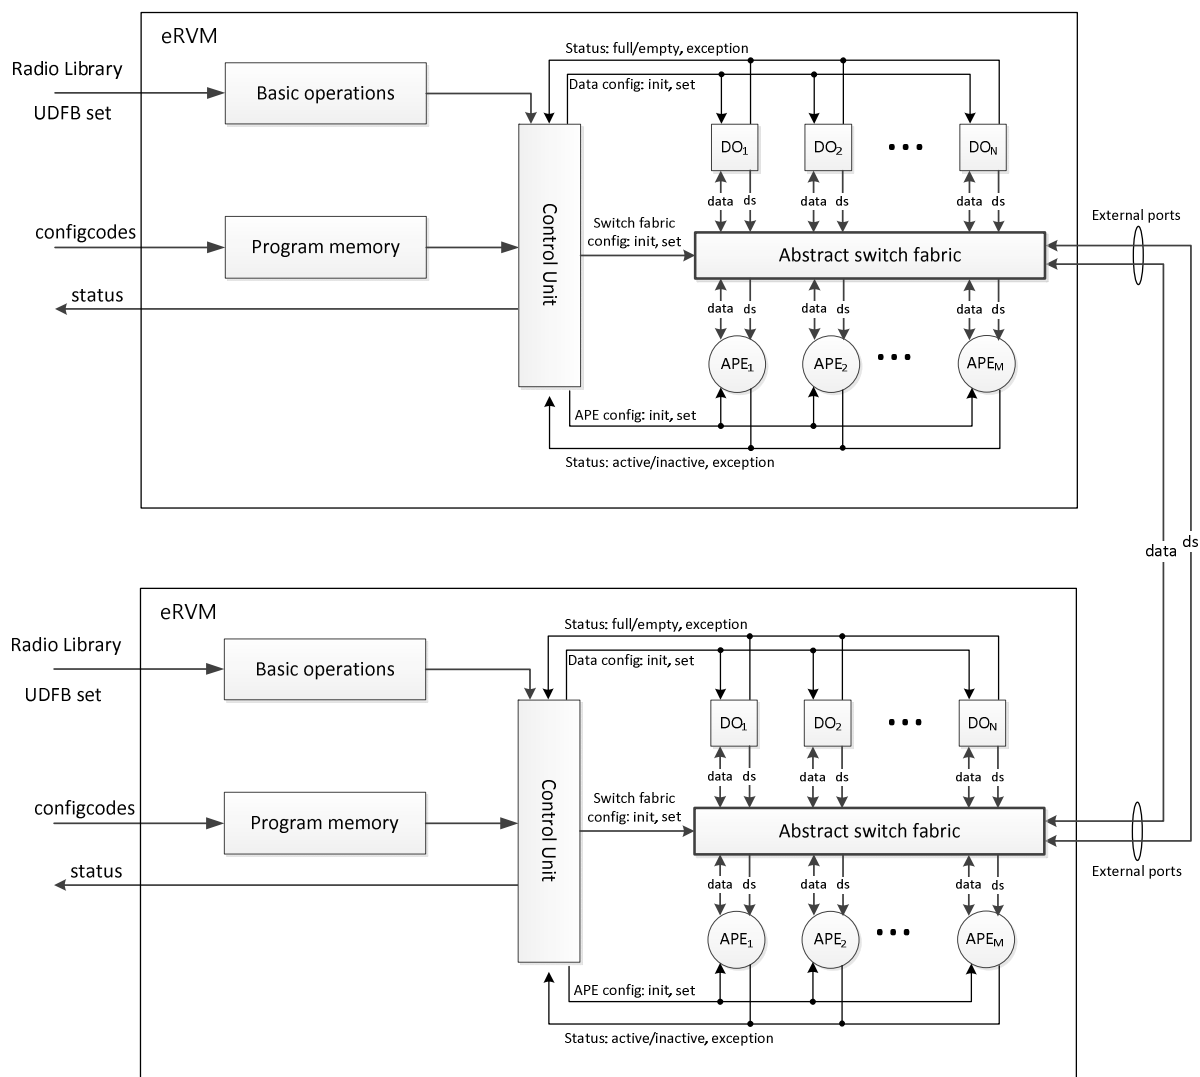 eRVM
Status: full/empty, exception
Radio Library
Basic operations
Data config: init, set
UDFB set
DO1
DO2
...
DON
data
ds
data
ds
data
ds
External ports
configcodes
Program memory
Control Unit
Switch fabric
config: init, set
Abstract switch fabric
status
data
ds
data
ds
data
ds
APE1
APE2
...
APEM
APE config: init, set
Status: active/inactive, exception
data
ds
eRVM
Status: full/empty, exception
Radio Library
Basic operations
Data config: init, set
UDFB set
DO1
DO2
...
DON
data
ds
data
ds
data
ds
configcodes
Program memory
Control Unit
Switch fabric
config: init, set
Abstract switch fabric
External ports
status
data
ds
data
ds
data
ds
APE1
APE2
...
APEM
APE config: init, set
Status: active/inactive, exception